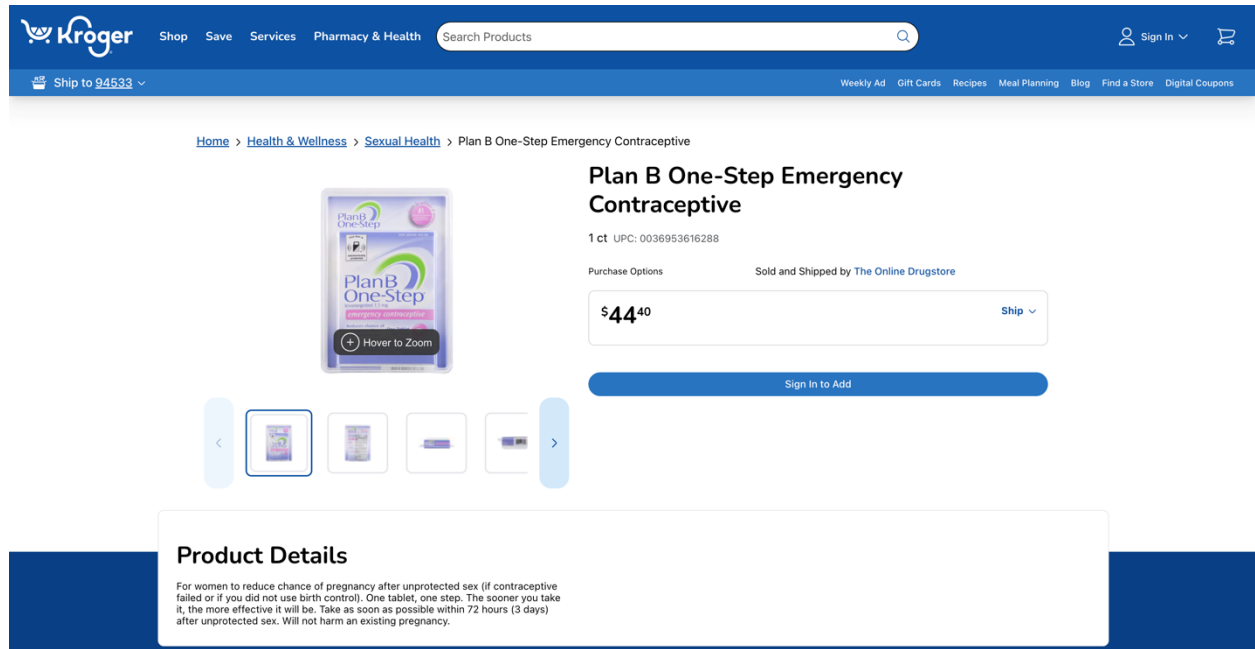 Kroger
Shop Save Services Pharmacy & Health Search Products Sign In
Ship to 94533
Weekly Ad Gift Cards Recipes Meal Planning Blog Find a Store Digital Coupons
Home > Health & Wellness > Sexual Health > Plan B One-Step Emergency Contraceptive
Plan B One-Step Emergency
Contraceptive
1 ct UPC: 0036953616288
Purchase Options Sold and Shipped by The Online Drugstore
$44 40 Ship
Sign In to Add
PlanB
One-Step
PlanB
One-Step
emergency contraceptive
Hover to Zoom
Product Details
For women to reduce chance of pregnancy after unprotected sex (if contraceptive
failed or if you did not use birth control). One tablet, one step. The sooner you take
it, the more effective it will be. Take as soon as possible within 72 hours (3 days)
after unprotected sex. Will not harm an existing pregnancy.